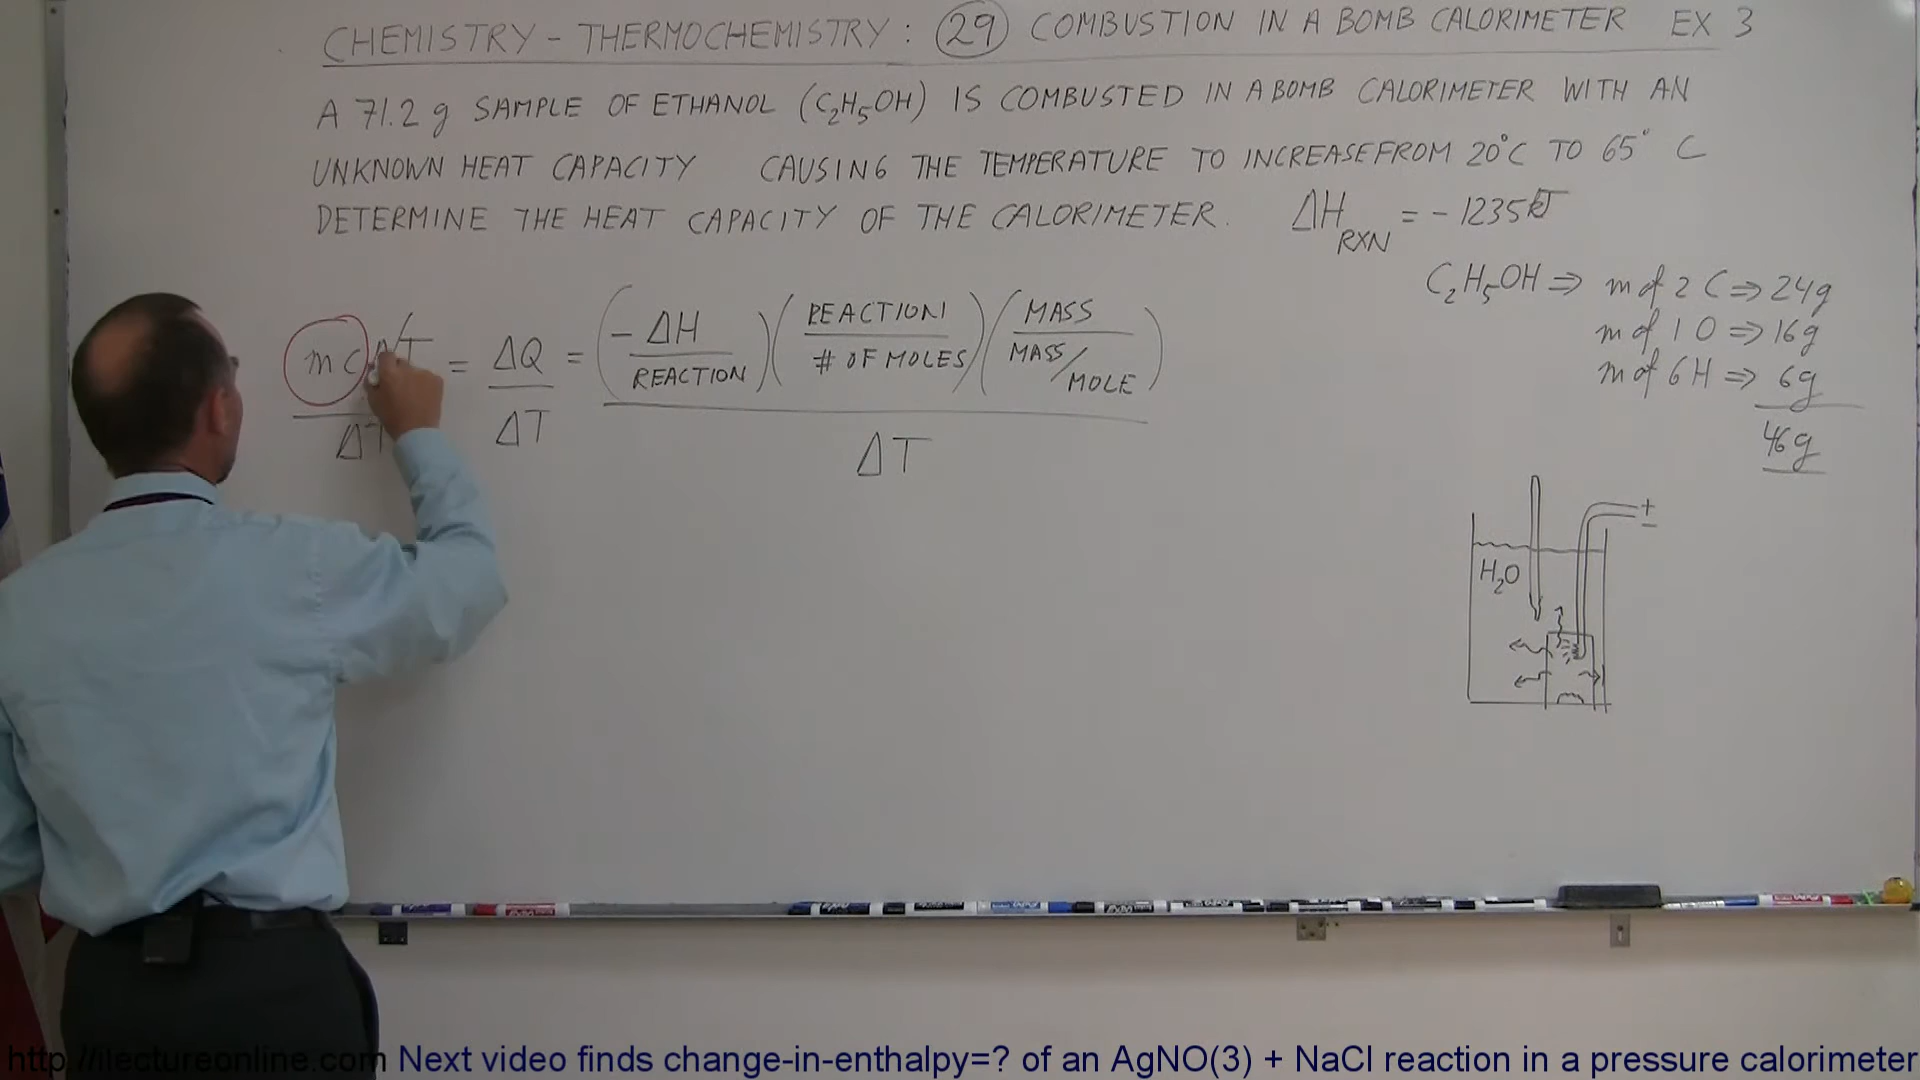 CHEMISTRY - THERMOCHEMISTRY : 29 COMBUSTION IN A BOMB CALORIMETER EX 3
A 71.2 g SAMPLE OF ETHANOL (C₂H₅OH) IS COMBUSTED IN A BOMB CALORIMETER WITH AN
UNKNOWN HEAT CAPACITY CAUSING THE TEMPERATURE TO INCREASE FROM 20°C TO 65° C
DETERMINE THE HEAT CAPACITY OF THE CALORIMETER. ΔH RXN = - 1235 kJ
C₂H₅OH ⇒ m of 2 C ⇒ 24g
m of 1 O ⇒ 16g
m of 6 H ⇒ 6g
46g
mcΔT / ΔT = ΔQ / ΔT = (-ΔH / REACTION) (REACTION / # OF MOLES) (MASS / MASS/MOLE) / ΔT
+
-
H₂O
http://ilectureonline.com Next video finds change-in-enthalpy=? of an AgNO(3) + NaCl reaction in a pressure calorimeter